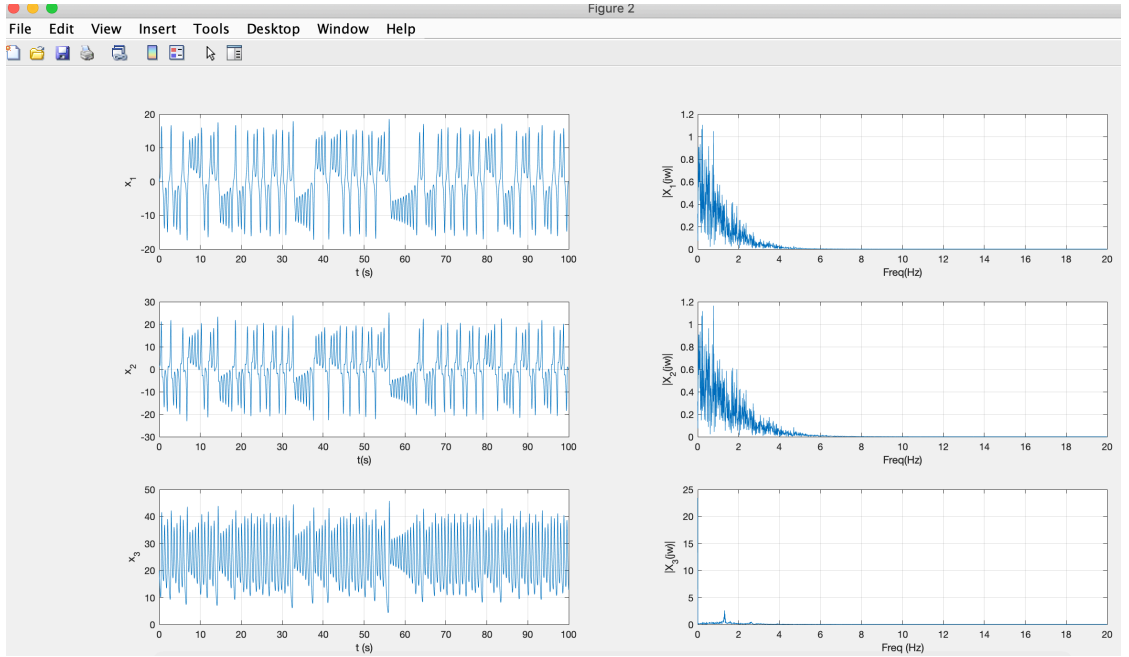 Figure 2
File Edit View Insert Tools Desktop Window Help
20
10
0
-10
-20
x1
0 10 20 30 40 50 60 70 80 90 100
t (s)
1.2
1
0.8
0.6
0.4
0.2
0
|X1(jw)|
0 2 4 6 8 10 12 14 16 18 20
Freq(Hz)
30
20
10
0
-10
-20
-30
x2
0 10 20 30 40 50 60 70 80 90 100
t(s)
1.2
1
0.8
0.6
0.4
0.2
0
|X2(jw)|
0 2 4 6 8 10 12 14 16 18 20
Freq(Hz)
50
40
30
20
10
0
x3
0 10 20 30 40 50 60 70 80 90 100
t (s)
25
20
15
10
5
0
|X3(jw)|
0 2 4 6 8 10 12 14 16 18 20
Freq (Hz)